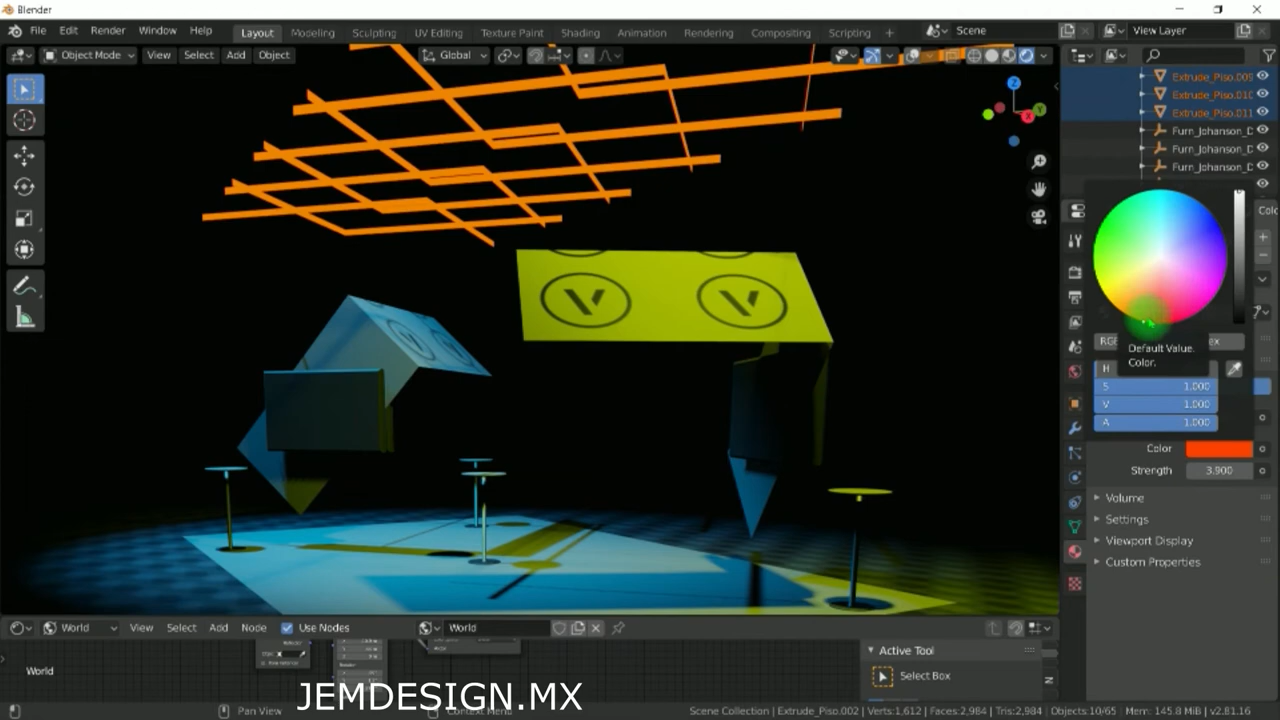 Blender
File Edit Render Window Help Layout Modeling Sculpting UV Editing Texture Paint Shading Animation Rendering Compositing Scripting + Scene View Layer
Object Mode View Select Add Object Global
Extrude_Piso.009
Extrude_Piso.010
Extrude_Piso.011
Furn_Johanson_D
Furn_Johanson_D
Furn_Johanson_D
Z
Y
X
Default Value.
Color.
H
S 1.000
V 1.000
A 1.000
Color
Strength 3.900
Volume
Settings
Viewport Display
Custom Properties
World View Select Add Node Use Nodes World
Active Tool
World
Select Box
JEMDESIGN.MX
Pan View
Context Menu
Scene Collection | Extrude_Piso.002 | Verts:1,612 | Faces:2,984 | Tris:2,984 | Objects:10/65 | Mem: 145.8 MiB | v2.81.16